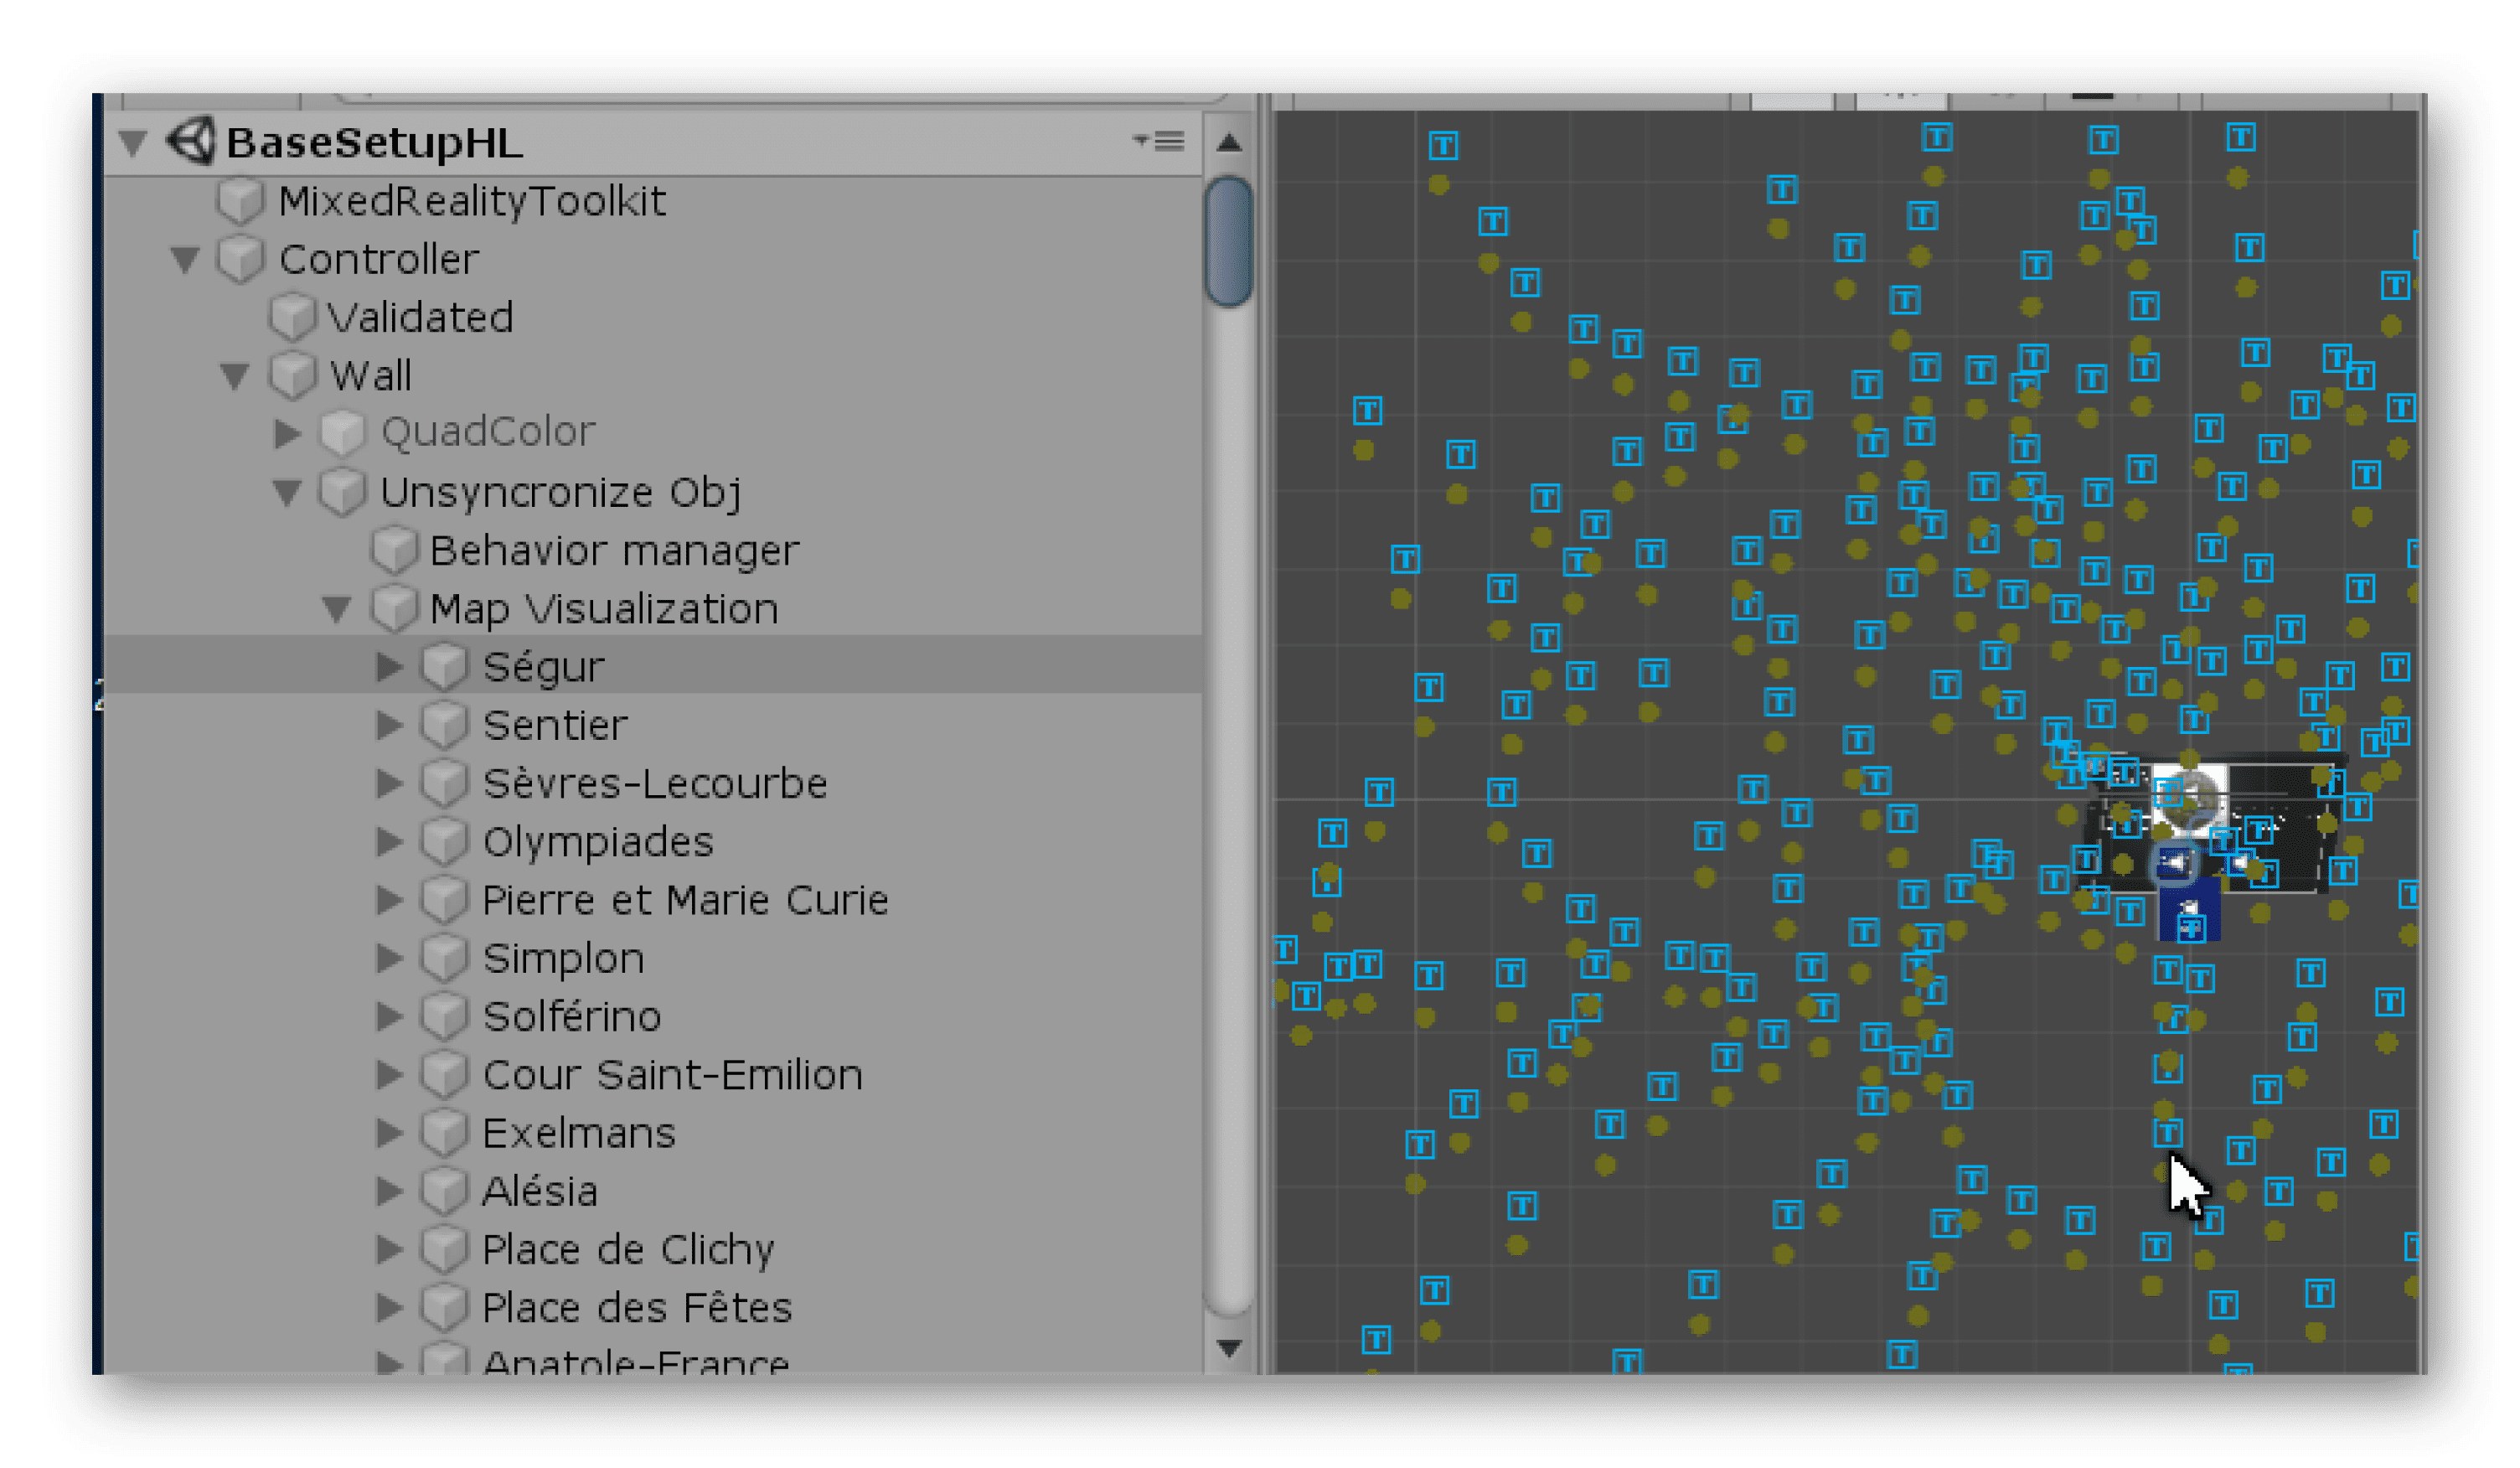 BaseSetupHL
MixedRealityToolkit
Controller
Validated
Wall
QuadColor
Unsyncronize Obj
Behavior manager
Map Visualization
Ségur
Sentier
Sèvres-Lecourbe
Olympiades
Pierre et Marie Curie
Simplon
Solférino
Cour Saint-Emilion
Exelmans
Alésia
Place de Clichy
Place des Fêtes
Anatole-France